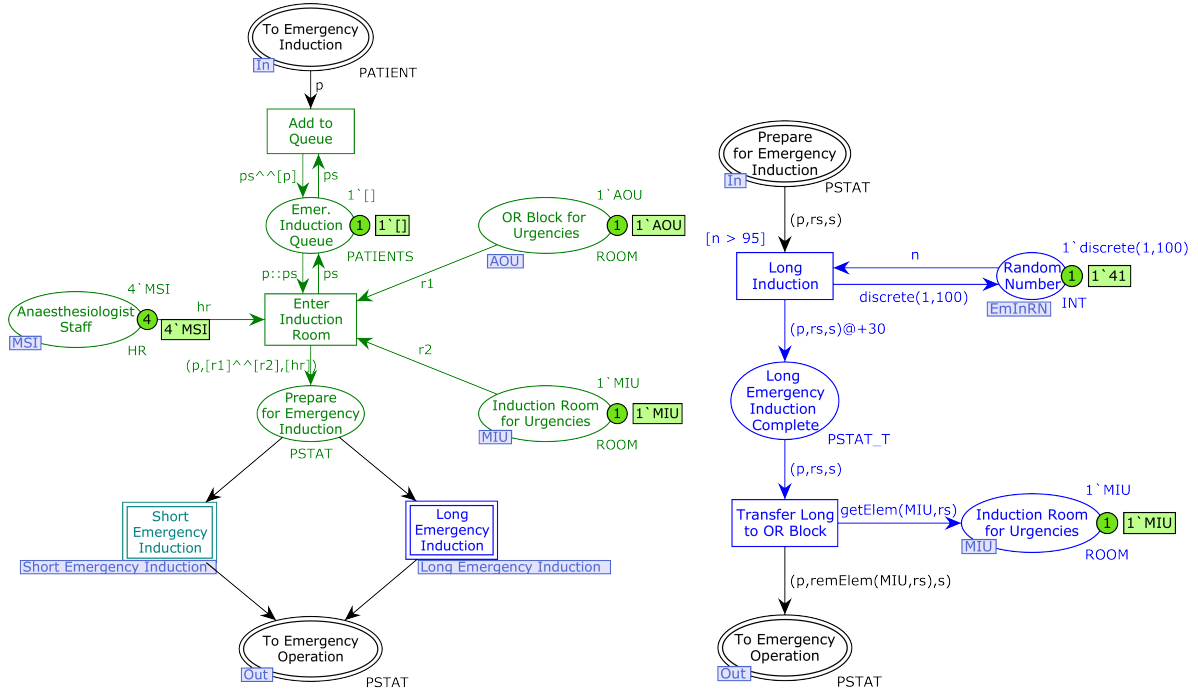 To Emergency
Induction
In
PATIENT
p
Add to
Queue
ps^^[p]
ps
1`[]
Emer.
Induction
Queue
1
1`[]
PATIENTS
1`AOU
OR Block for
Urgencies
1
1`AOU
AOU
ROOM
p::ps
ps
r1
4`MSI
Anaesthesiologist
Staff
4
4`MSI
MSI
HR
hr
Enter
Induction
Room
r2
(p,[r1]^^[r2],[hr])
1`MIU
Prepare
for Emergency
Induction
PSTAT
Induction Room
for Urgencies
1
1`MIU
MIU
ROOM
Short
Emergency
Induction
Short Emergency Induction
Long
Emergency
Induction
Long Emergency Induction
To Emergency
Operation
Out
PSTAT
Prepare
for Emergency
Induction
In
PSTAT
(p,rs,s)
[n > 95]
Long
Induction
n
discrete(1,100)
1`discrete(1,100)
Random
Number
1
1`41
EmInRN
INT
(p,rs,s)@+30
Long
Emergency
Induction
Complete
PSTAT_T
(p,rs,s)
Transfer Long
to OR Block
getElem(MIU,rs)
1`MIU
Induction Room
for Urgencies
1
1`MIU
MIU
ROOM
(p,remElem(MIU,rs),s)
To Emergency
Operation
Out
PSTAT